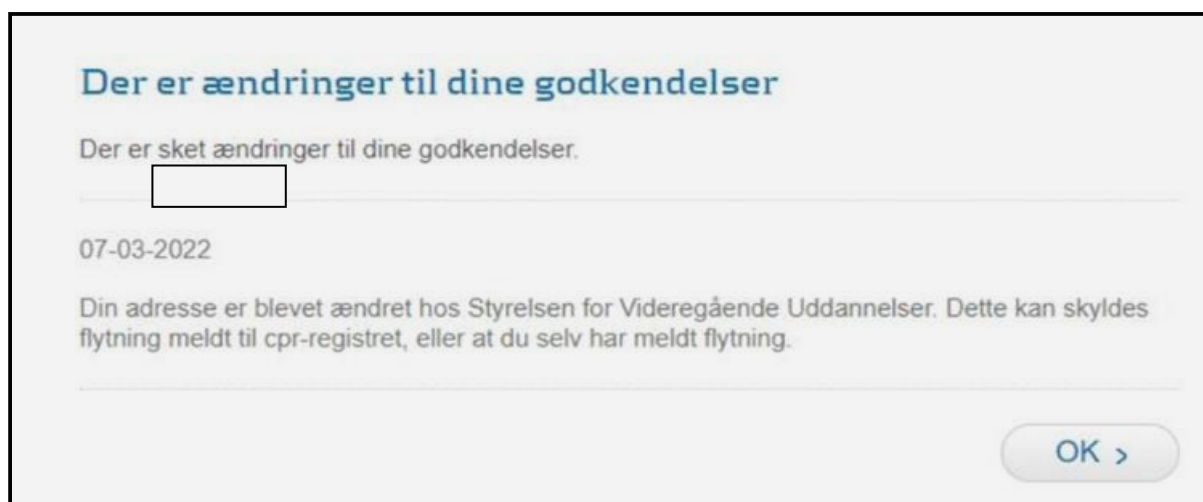 Der er ændringer til dine godkendelser
Der er sket ændringer til dine godkendelser.
07-03-2022
Din adresse er blevet ændret hos Styrelsen for Videregående Uddannelser. Dette kan skyldes
flytning meldt til cpr-registret, eller at du selv har meldt flytning.
OK >